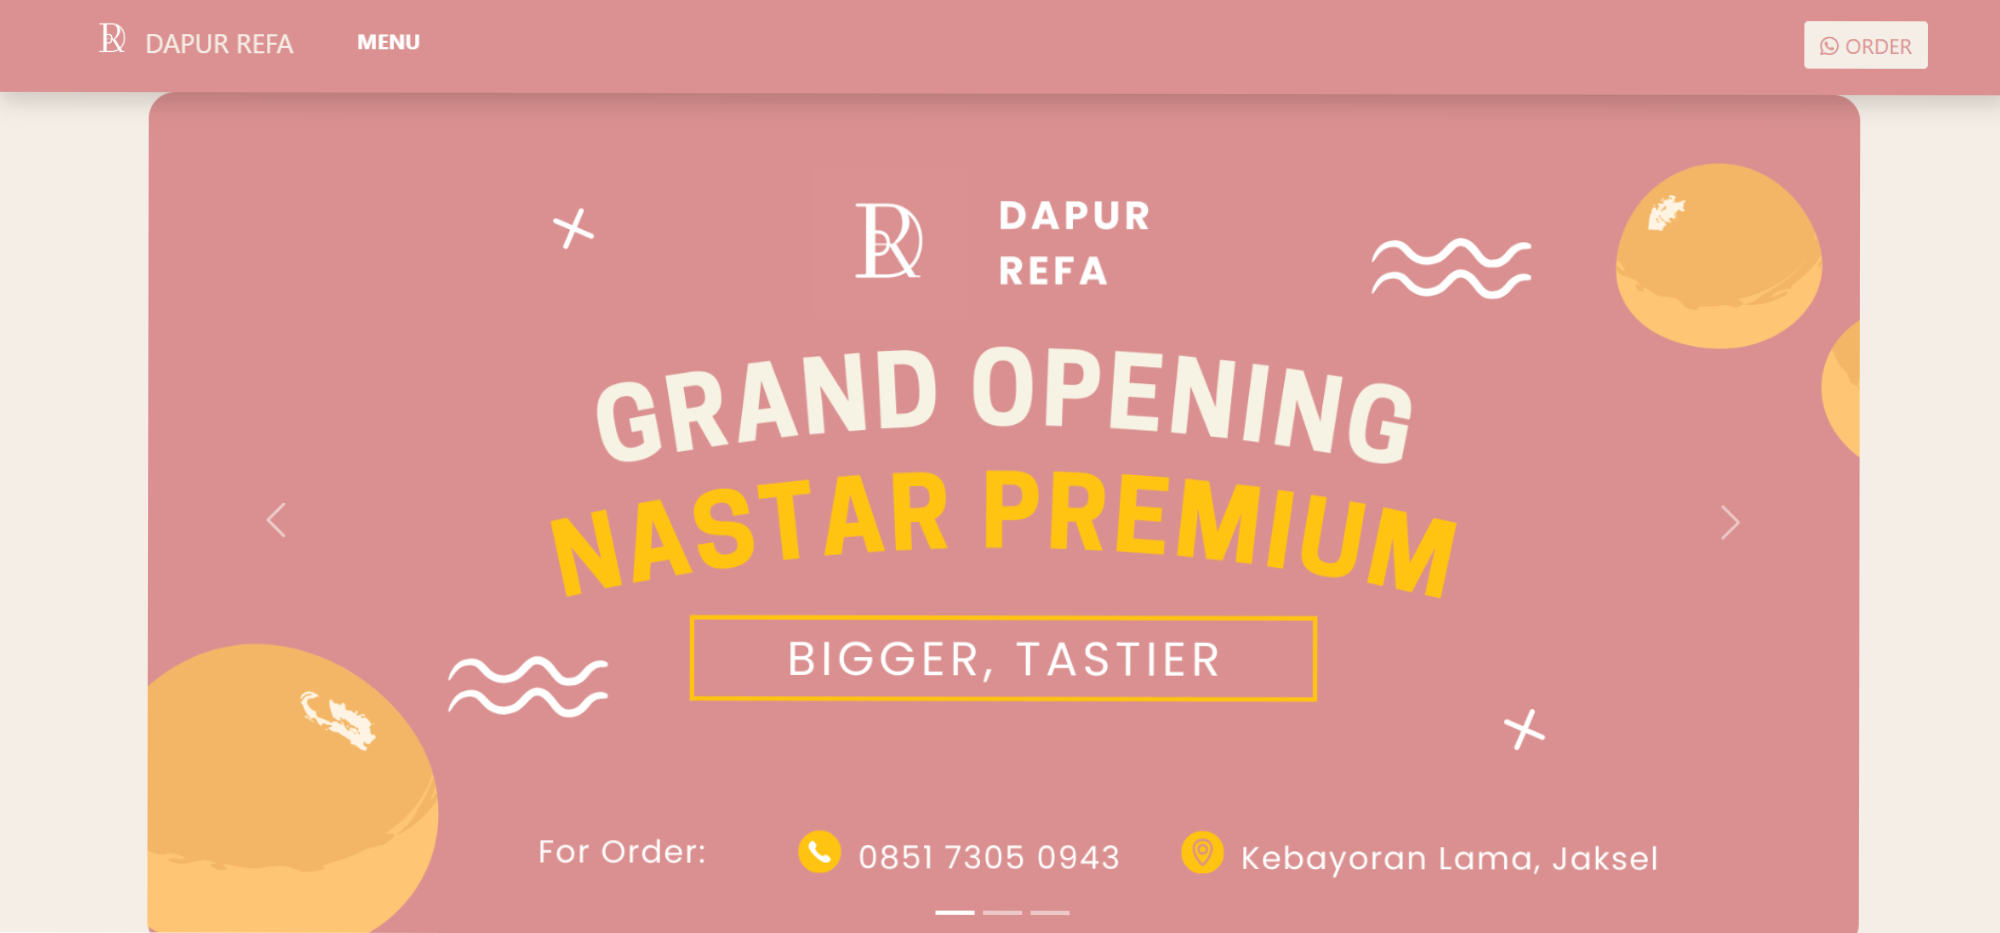 DAPUR REFA
MENU
ORDER
DAPUR
REFA
GRAND OPENING
NASTAR PREMIUM
BIGGER, TASTIER
For Order:
0851 7305 0943
Kebayoran Lama, Jaksel